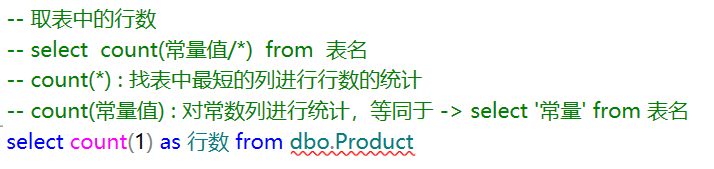 -- 取表中的行数
-- select  count(常量值/*)  from  表名
-- count(*) : 找表中最短的列进行行数的统计
-- count(常量值) : 对常数列进行统计，等同于 -> select '常量' from 表名
select count(1) as 行数 from dbo.Product